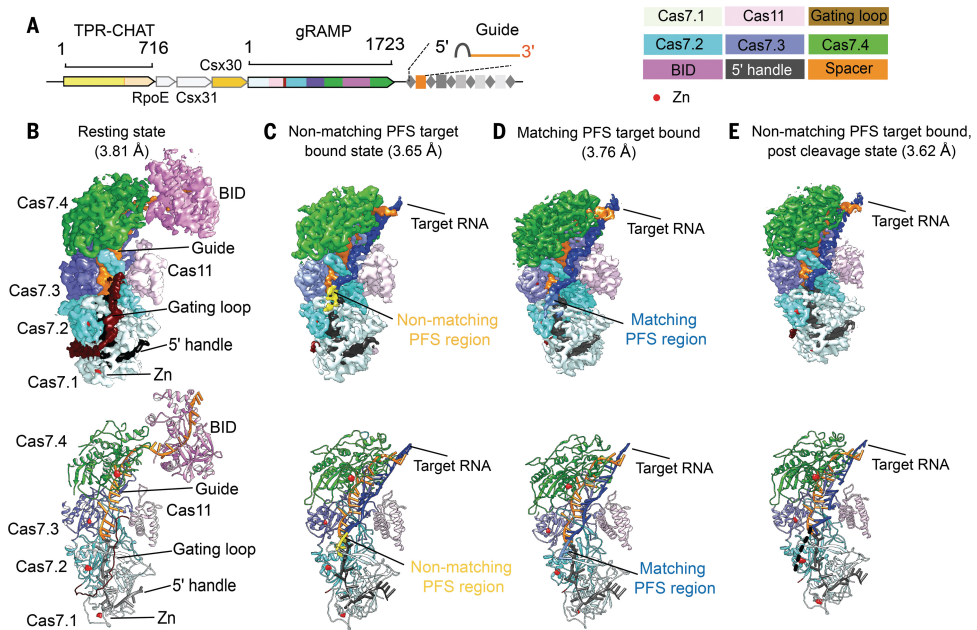 A
TPR-CHAT
1
716
RpoE
Csx31
Csx30
gRAMP
1
1723
Guide
5'
3'
Cas7.1
Cas11
Gating loop
Cas7.2
Cas7.3
Cas7.4
BID
5' handle
Spacer
Zn
B
Resting state
(3.81 Å)
Cas7.4
BID
Guide
Cas11
Cas7.3
Gating loop
Cas7.2
5' handle
Cas7.1
Zn
C
Non-matching PFS target
bound state (3.65 Å)
Target RNA
Non-matching
PFS region
D
Matching PFS target
bound (3.76 Å)
Target RNA
Matching
PFS region
E
Non-matching PFS target bound,
post cleavage state (3.62 Å)
Target RNA
Cas7.4
BID
Guide
Cas11
Cas7.3
Gating loop
Cas7.2
5' handle
Cas7.1
Zn
Target RNA
Non-matching
PFS region
Target RNA
Matching
PFS region
Target RNA